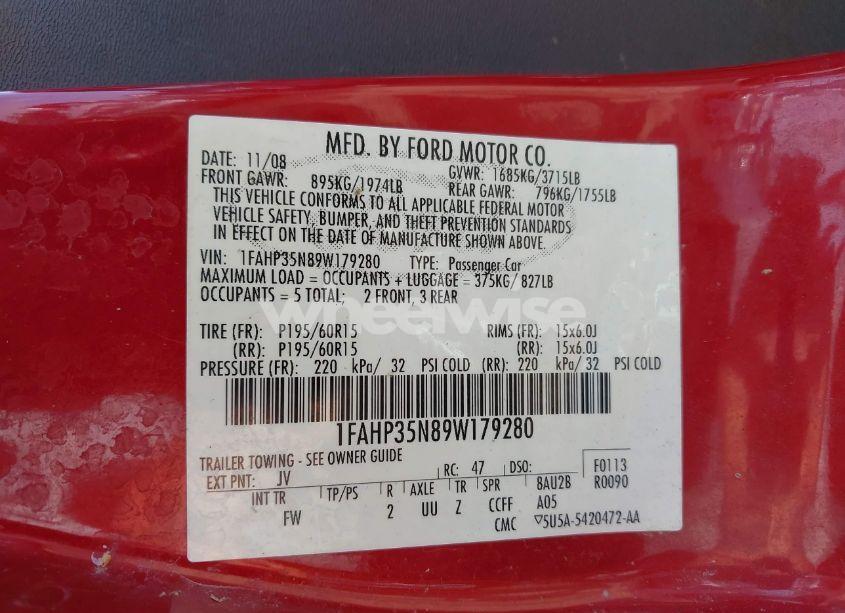 MFD. BY FORD MOTOR CO.
DATE: 11/08 GVWR: 1685KG/3715LB
FRONT GAWR: 895KG/1974LB REAR GAWR: 796KG/1755LB
THIS VEHICLE CONFORMS TO ALL APPLICABLE FEDERAL MOTOR
VEHICLE SAFETY, BUMPER, AND THEFT PREVENTION STANDARDS
IN EFFECT ON THE DATE OF MANUFACTURE SHOWN ABOVE.
VIN: 1FAHP35N89W179280 TYPE: Passenger Car
MAXIMUM LOAD = OCCUPANTS + LUGGAGE = 375KG/ 827LB
OCCUPANTS = 5 TOTAL; 2 FRONT, 3 REAR
wheelwise
TIRE (FR): P195/60R15 RIMS (FR): 15x6.0J
(RR): P195/60R15 (RR): 15x6.0J
PRESSURE (FR): 220 kPa/ 32 PSI COLD (RR): 220 kPa/ 32 PSI COLD
1FAHP35N89W179280
TRAILER TOWING - SEE OWNER GUIDE
EXT PNT: JV RC: 47 DSO: F0113
R0090
INT TR TP/PS R AXLE TR SPR 8AU2B
FW 2 UU Z CCFF A05
CMC ▽5U5A-5420472-AA